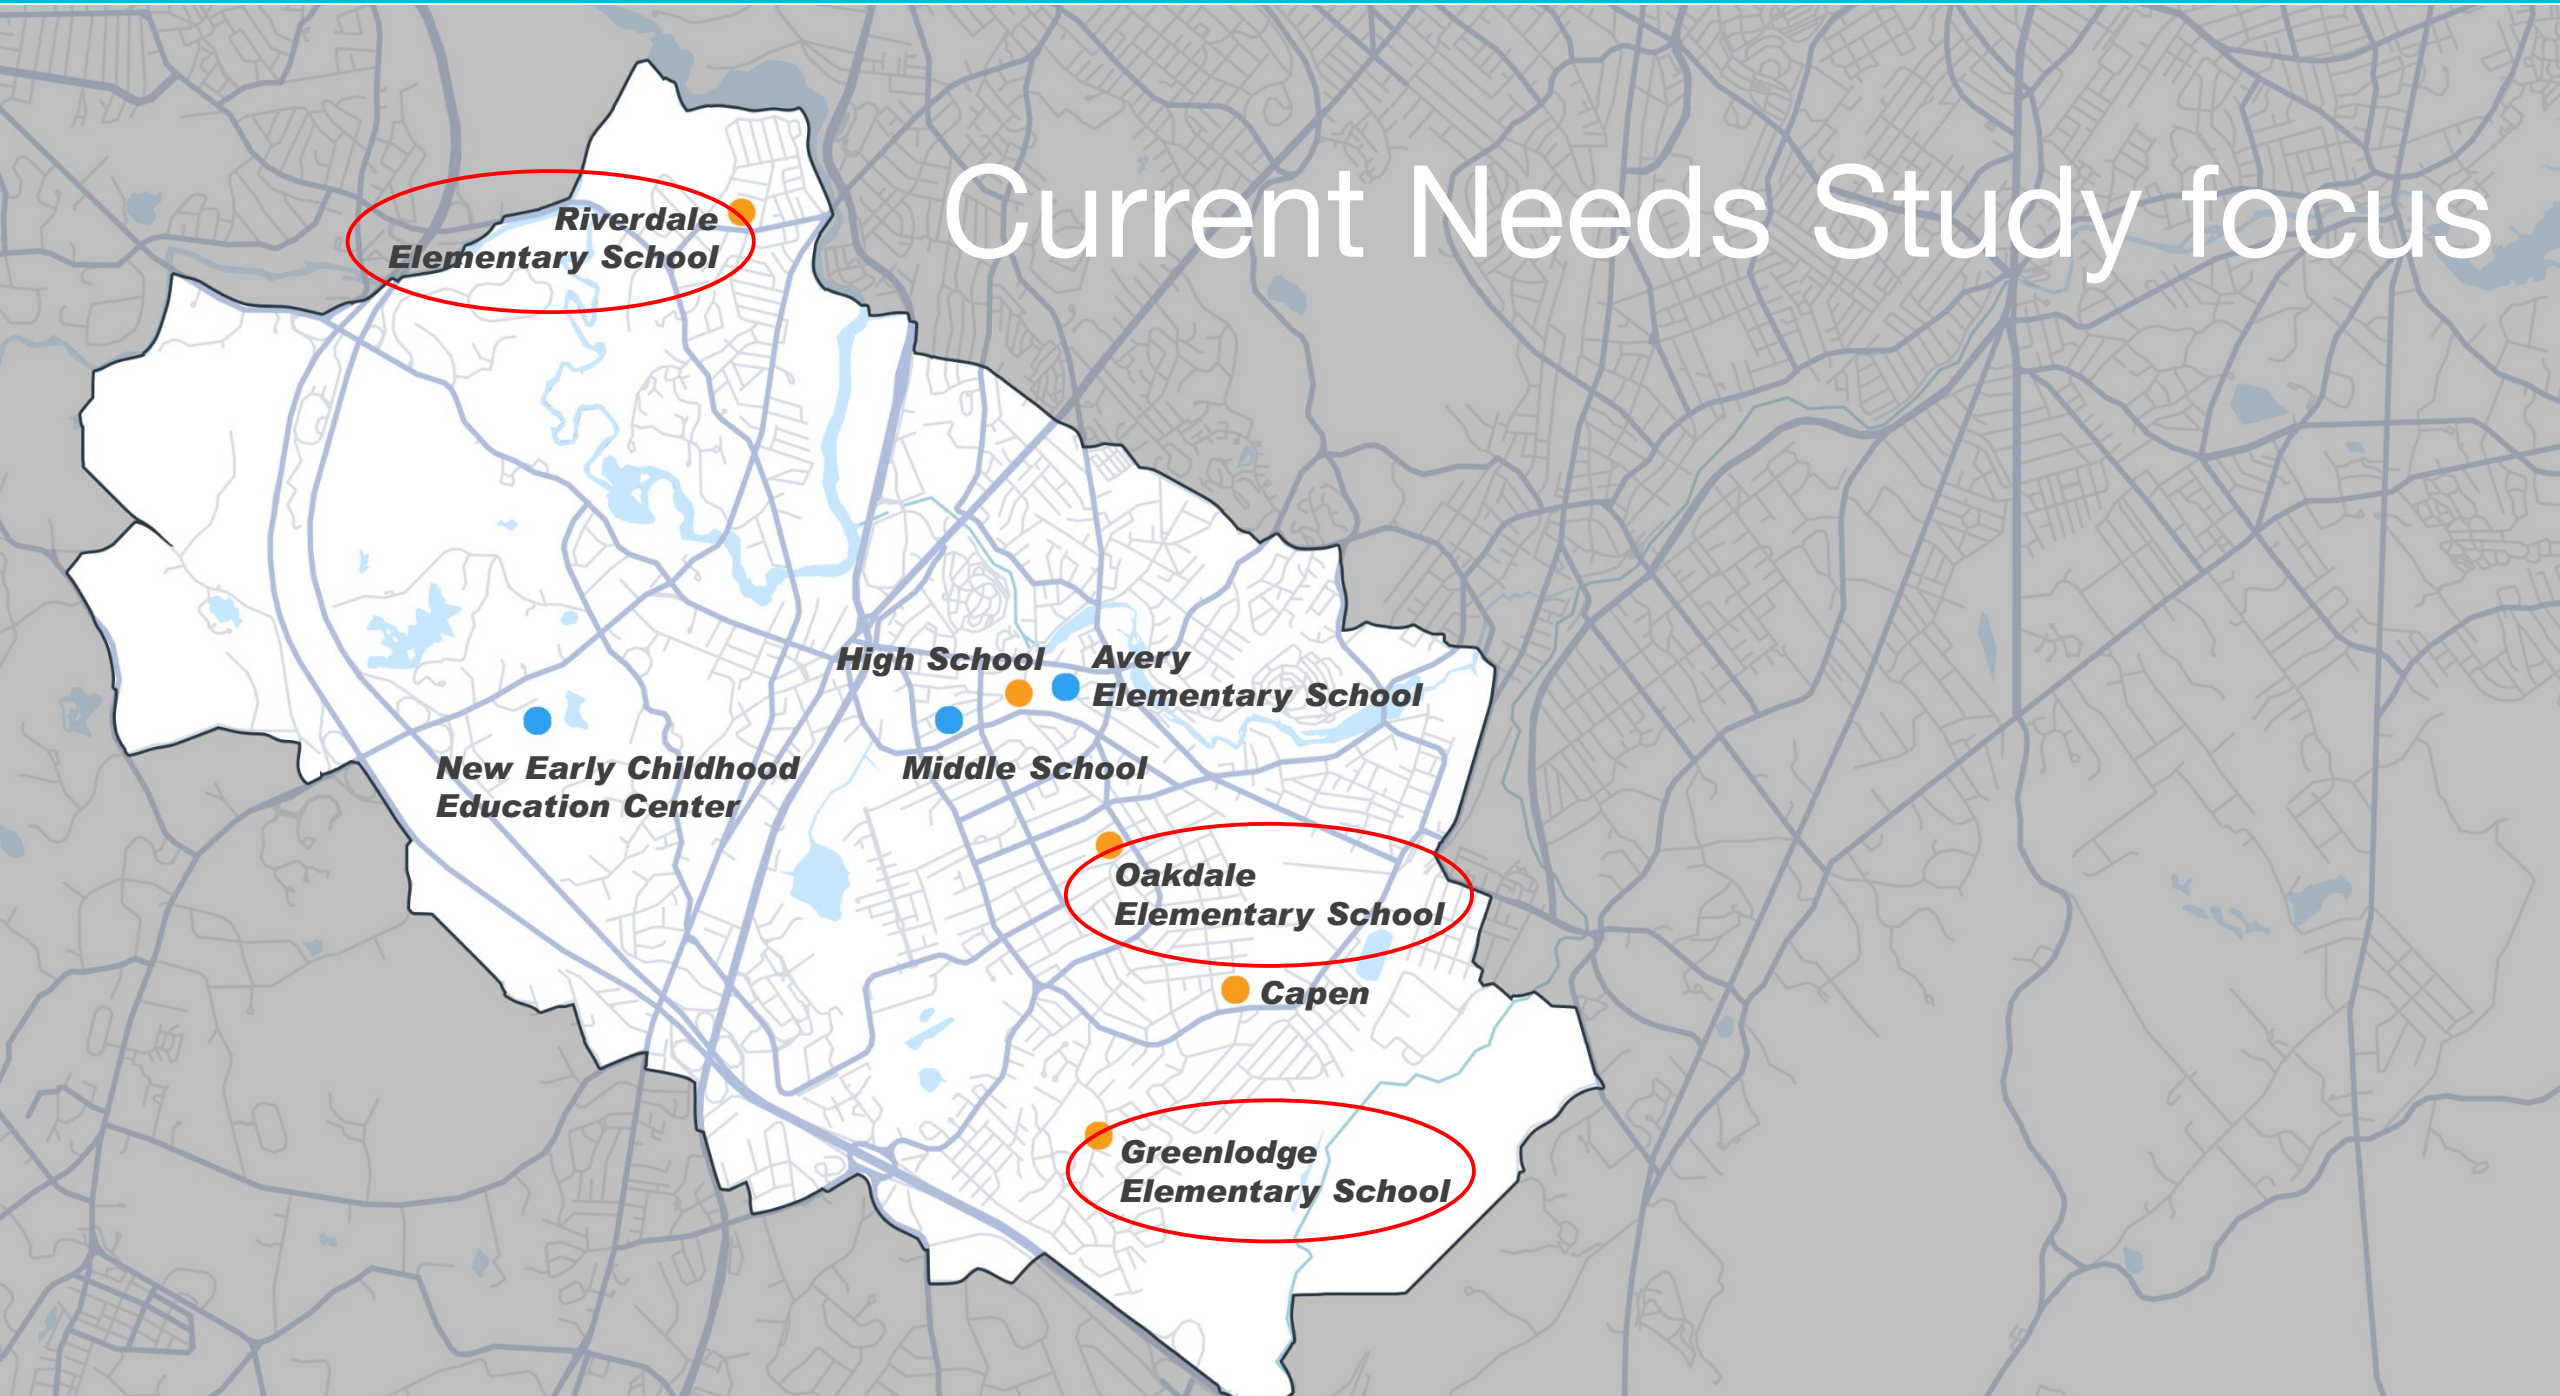 Current Needs Study focus
Riverdale
Elementary School
High School
Avery
Elementary School
New Early Childhood
Education Center
Middle School
Oakdale
Elementary School
Capen
Greenlodge
Elementary School